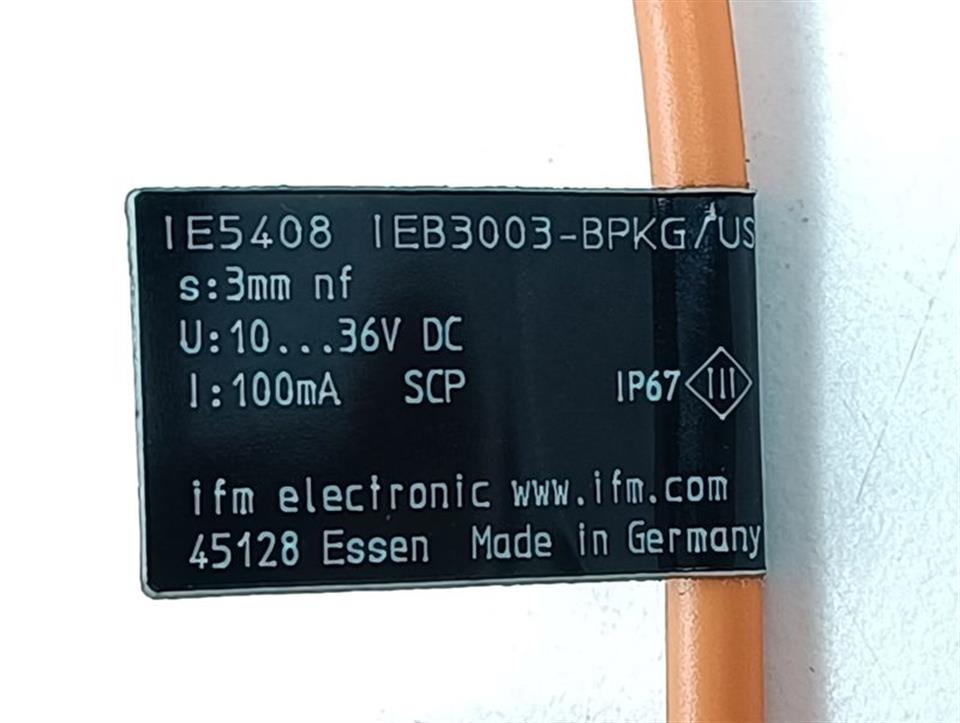 IE5408 IEB3003-BPKG/US
s:3mm nf
U:10...36V DC
I:100mA SCP IP67 III
ifm electronic www.ifm.com
45128 Essen Made in Germany